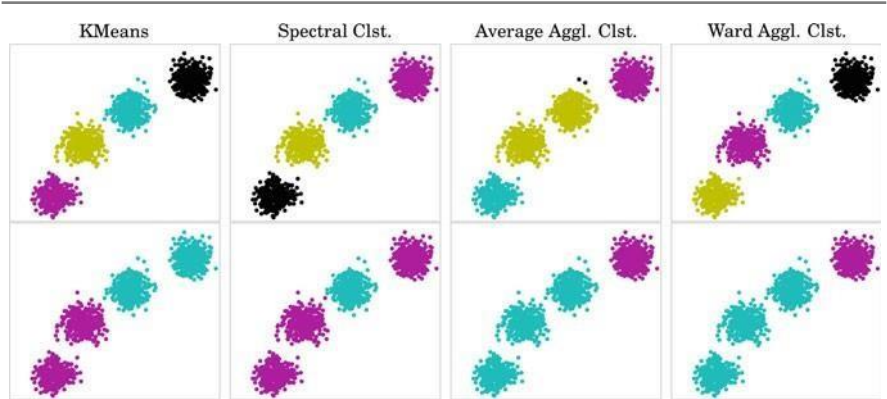 KMeans
Spectral Clst.
Average Aggl. Clst.
Ward Aggl. Clst.